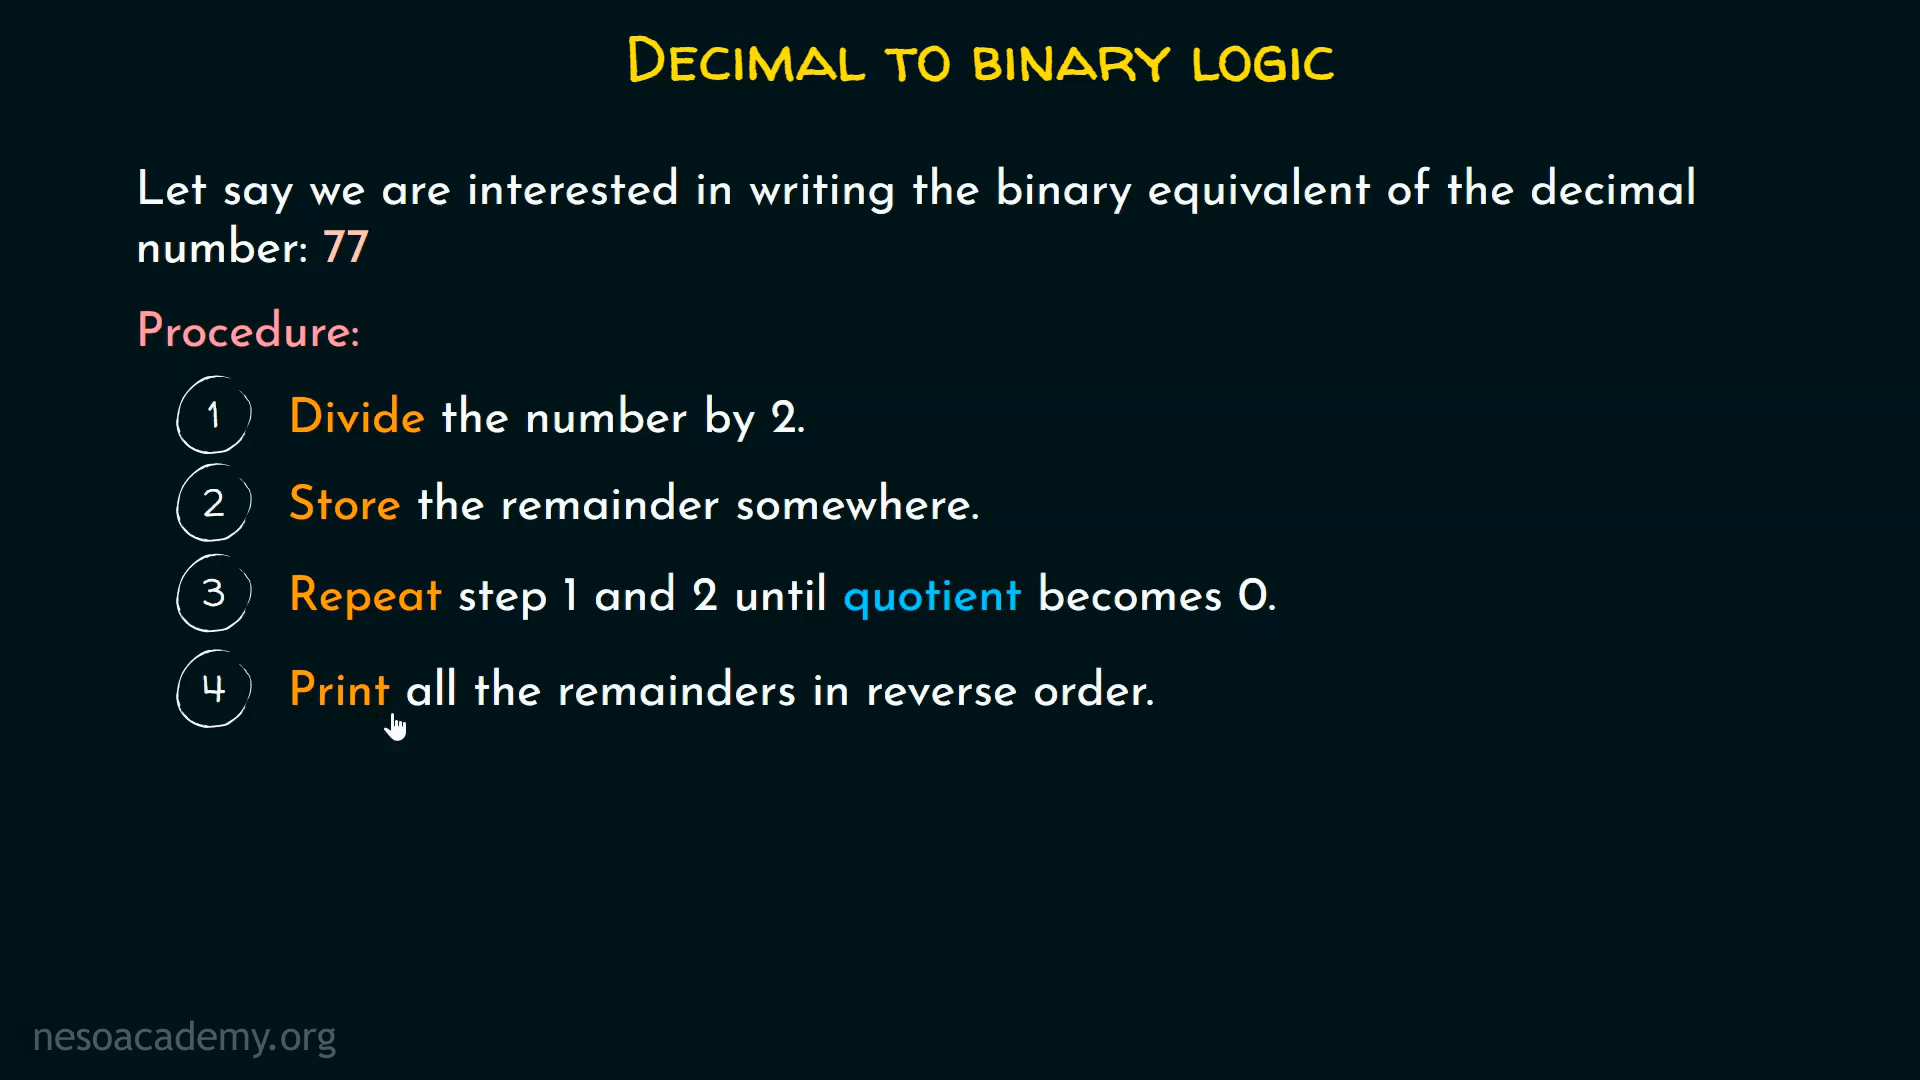 DECIMAL TO BINARY LOGIC
Let say we are interested in writing the binary equivalent of the decimal
number: 77
Procedure:
1 Divide the number by 2.
2 Store the remainder somewhere.
3 Repeat step 1 and 2 until quotient becomes 0.
4 Print all the remainders in reverse order.
nesoacademy.org